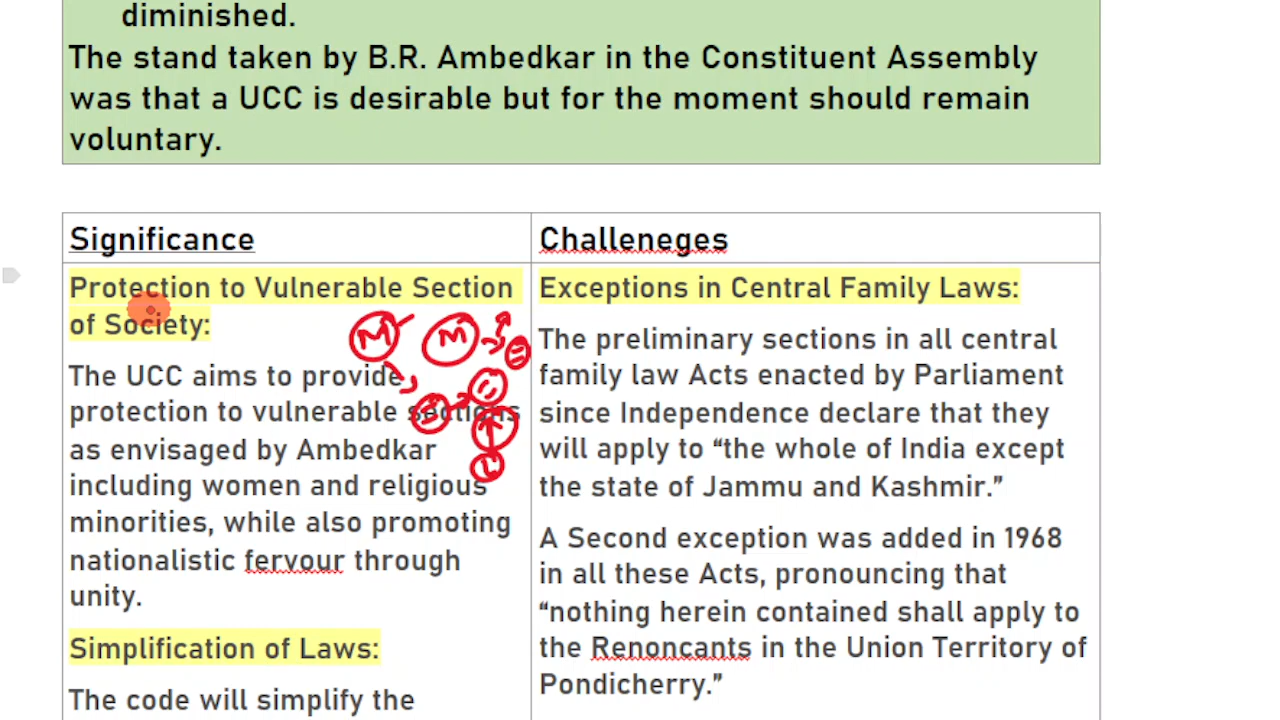 diminished.
The stand taken by B.R. Ambedkar in the Constituent Assembly
was that a UCC is desirable but for the moment should remain
voluntary.
Significance
Protection to Vulnerable Section
of Society:
M M
The UCC aims to provide
protection to vulnerable sections
as envisaged by Ambedkar
including women and religious
minorities, while also promoting
nationalistic fervour through
unity.
Simplification of Laws:
The code will simplify the
Challeneges
Exceptions in Central Family Laws:
The preliminary sections in all central
family law Acts enacted by Parliament
since Independence declare that they
will apply to “the whole of India except
the state of Jammu and Kashmir.”
A Second exception was added in 1968
in all these Acts, pronouncing that
“nothing herein contained shall apply to
the Renoncants in the Union Territory of
Pondicherry.”